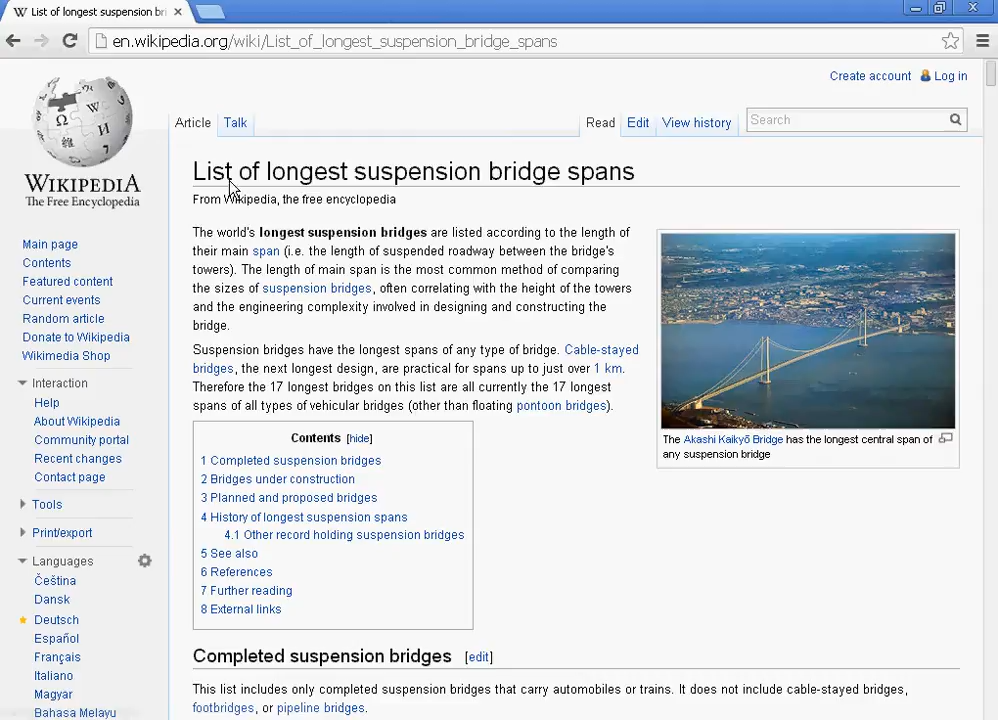 List of longest suspension bri
en.wikipedia.org/wiki/List_of_longest_suspension_bridge_spans
Create account Log in
Article Talk Read Edit View history Search
WIKIPEDIA
The Free Encyclopedia
Main page
Contents
Featured content
Current events
Random article
Donate to Wikipedia
Wikimedia Shop
Interaction
Help
About Wikipedia
Community portal
Recent changes
Contact page
Tools
Print/export
Languages
Čeština
Dansk
Deutsch
Español
Français
Italiano
Magyar
Bahasa Melayu
List of longest suspension bridge spans
From Wikipedia, the free encyclopedia
The world's longest suspension bridges are listed according to the length of
their main span (i.e. the length of suspended roadway between the bridge's
towers). The length of main span is the most common method of comparing
the sizes of suspension bridges, often correlating with the height of the towers
and the engineering complexity involved in designing and constructing the
bridge.
Suspension bridges have the longest spans of any type of bridge. Cable-stayed
bridges, the next longest design, are practical for spans up to just over 1 km.
Therefore the 17 longest bridges on this list are all currently the 17 longest
spans of all types of vehicular bridges (other than floating pontoon bridges).
The Akashi Kaikyō Bridge has the longest central span of
any suspension bridge
Contents [hide]
1 Completed suspension bridges
2 Bridges under construction
3 Planned and proposed bridges
4 History of longest suspension spans
4.1 Other record holding suspension bridges
5 See also
6 References
7 Further reading
8 External links
Completed suspension bridges [edit]
This list includes only completed suspension bridges that carry automobiles or trains. It does not include cable-stayed bridges,
footbridges, or pipeline bridges.